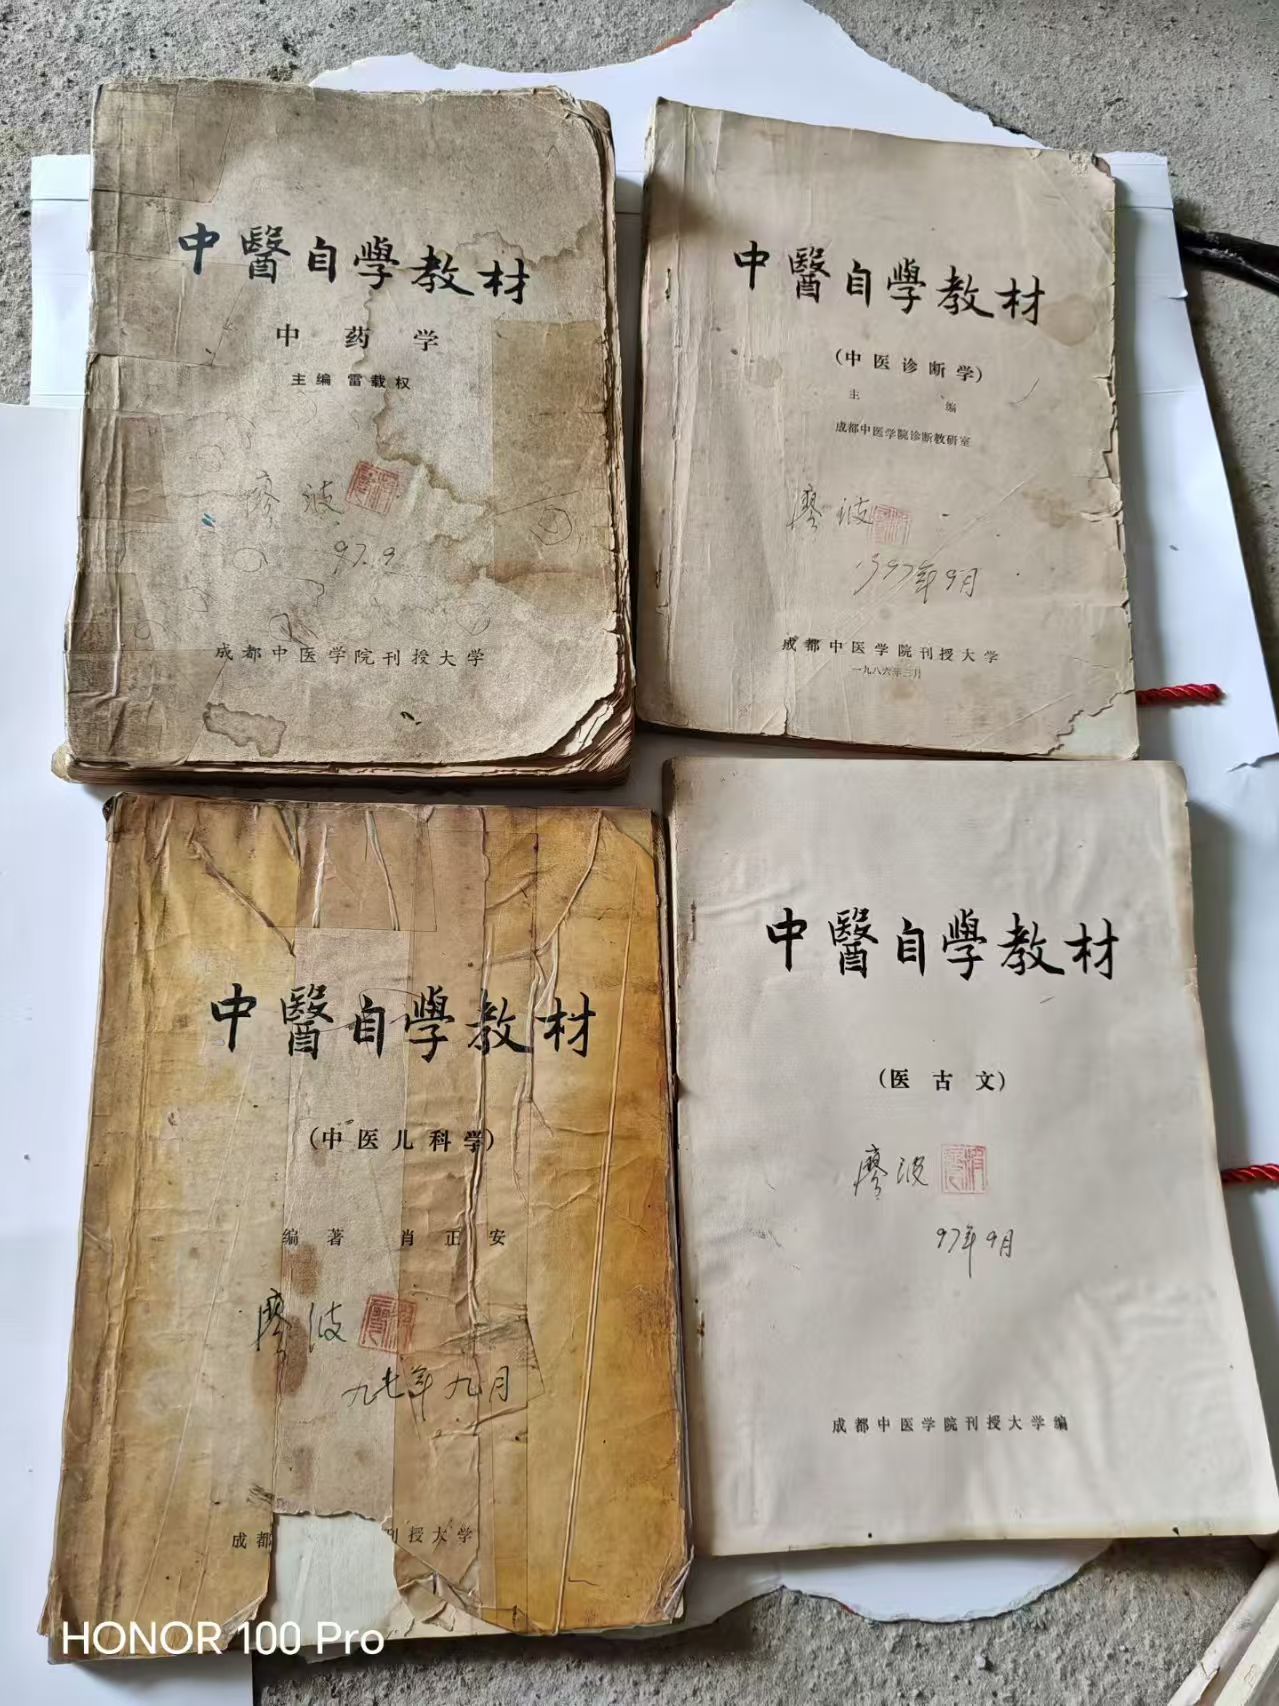 中醫自學教材
中药学
主编 雷载权
廖波
97.9
成都中医学院刊授大学
中醫自學教材
(中医诊断学)
主 编
成都中医学院诊断教研室
廖波
1997年9月
成都中医学院刊授大学
一九八六年三月
中醫自學教材
(中医儿科学)
编著 肖正安
廖波
九七年九月
成都 刊授大学
中醫自學教材
(医古文)
廖波
97年9月
成都中医学院刊授大学编
HONOR 100 Pro